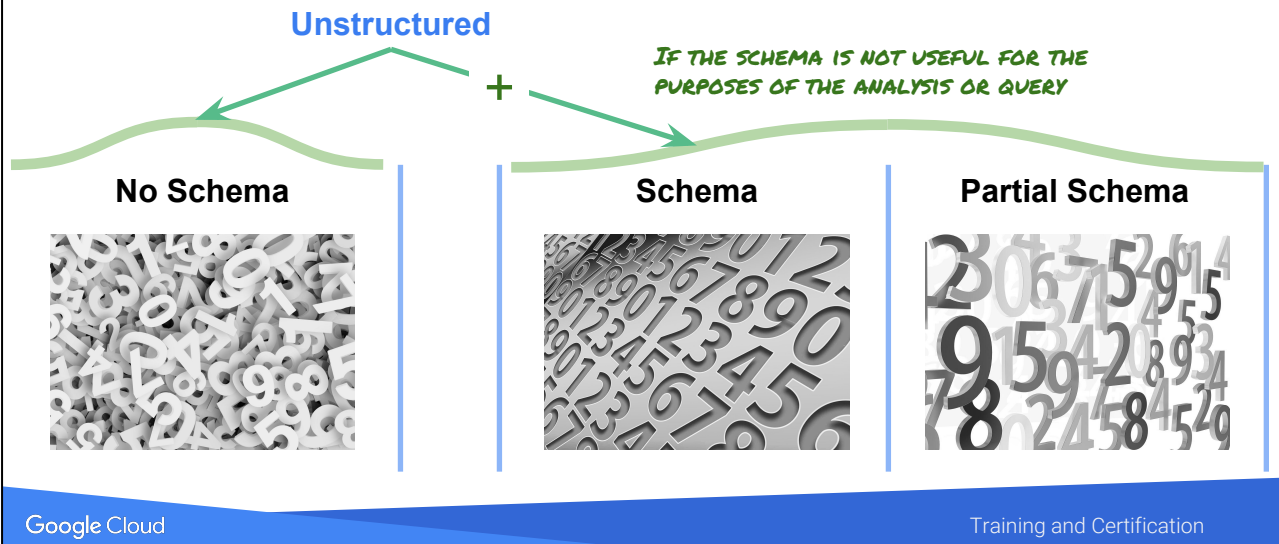 Unstructured
+
IF THE SCHEMA IS NOT USEFUL FOR THE
PURPOSES OF THE ANALYSIS OR QUERY
No Schema
Schema
Partial Schema
Google Cloud
Training and Certification